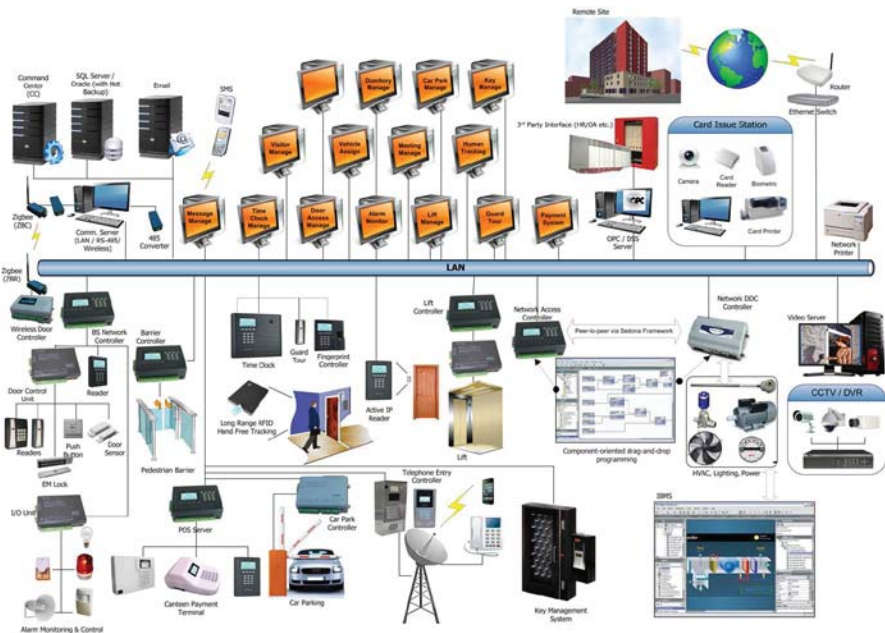 Remote Site
Command
Center
(CC)
SQL Server /
Oracle (with Hot
Backup)
Email
SMS
Domitory
Manage
Car Park
Manage
Key
Manage
Router
Ethernet Switch
3rd Party Interface (HR/OA etc.)
Card Issue Station
Visitor
Manage
Vehicle
Assign
Meeting
Manage
Human
Tracking
Camera
Card
Reader
Biometric
Zigbee
(ZBC)
Comm. Server
(LAN / RS-485/
Wireless)
485
Converter
Message
Manage
Time
Check
Manage
Door
Access
Manage
Alarm
Monitor
Lift
Manage
Guard
Tour
Payment
System
OPC
OPC / DSS
Server
Card Printer
Network
Printer
LAN
Zigbee
(ZRR)
Wireless Door
Controller
BS Network
Controller
Barrier
Controller
Time Clock
Guard
Tour
Fingerprint
Controller
Lift
Controller
Network Access
Controller
Peer-to-peer via Sedona Framework
Network DDC
Controller
Video Server
Door Control
Unit
Reader
Long Range RFID
Hand Free Tracking
Active IP
Reader
Lift
Component-oriented drag-and-drop
programming
HVAC, Lighting, Power
CCTV / DVR
Readers
Push
Button
Door
Sensor
EM Lock
Pedestrian Barrier
Telephone Entry
Controller
IBMS
I/O Unit
POS Server
Car Park
Controller
Canteen Payment
Terminal
Car Parking
Key Management
System
Alarm Monitoring & Control